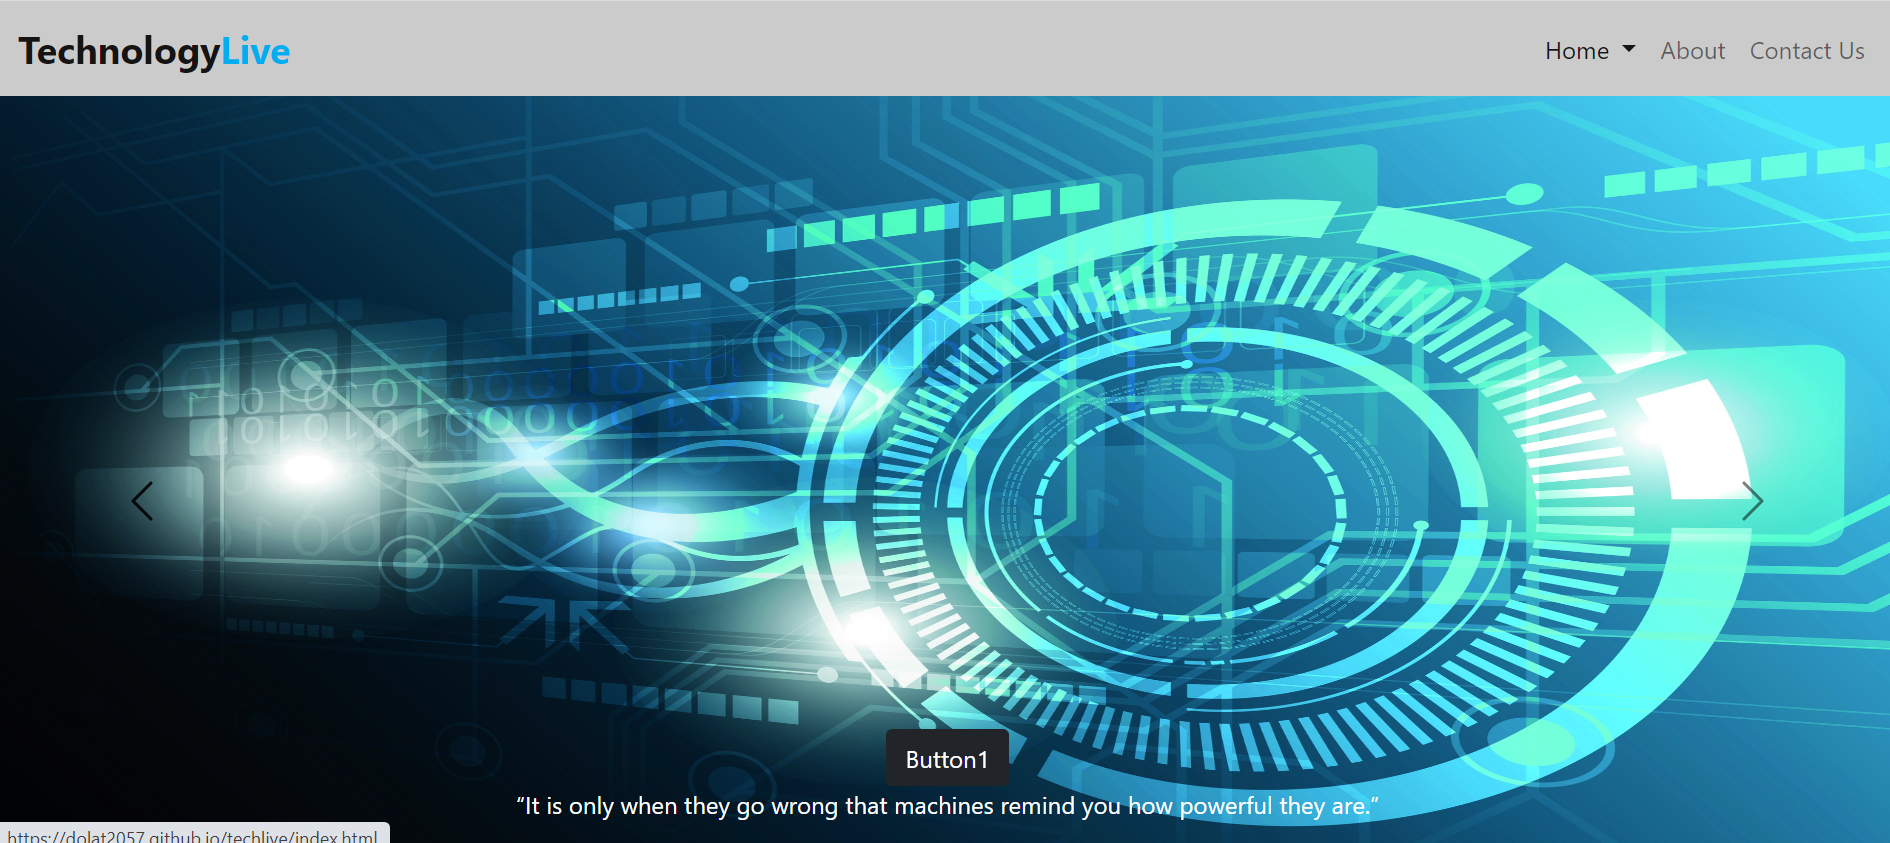 TechnologyLive
Home About Contact Us
Button1
“It is only when they go wrong that machines remind you how powerful they are.”
https://dolat2057.github.io/techlive/index.html